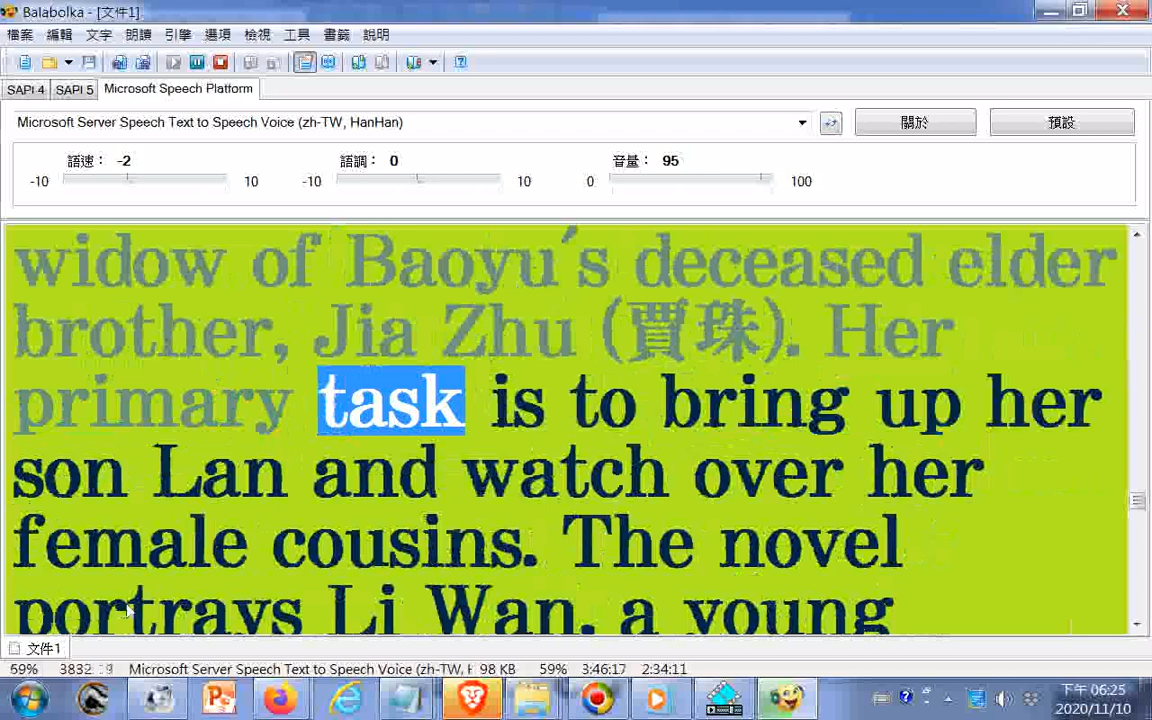 Balabolka - [文件1]
檔案 編輯 文字 朗讀 引擎 選項 檢視 工具 書籤 說明
SAPI 4 SAPI 5 Microsoft Speech Platform
Microsoft Server Speech Text to Speech Voice (zh-TW, HanHan) 關於 預設
語速： -2 語調： 0 音量： 95
-10 10 -10 10 0 100
widow of Baoyu's deceased elder
brother, Jia Zhu (賈珠). Her
primary task is to bring up her
son Lan and watch over her
female cousins. The novel
portrays Li Wan, a young
文件1
69% Microsoft Server Speech Text to Speech Voice (zh-TW, H 98 KB 59% 3:46:17 2:34:11
下午 06:25
2020/11/10